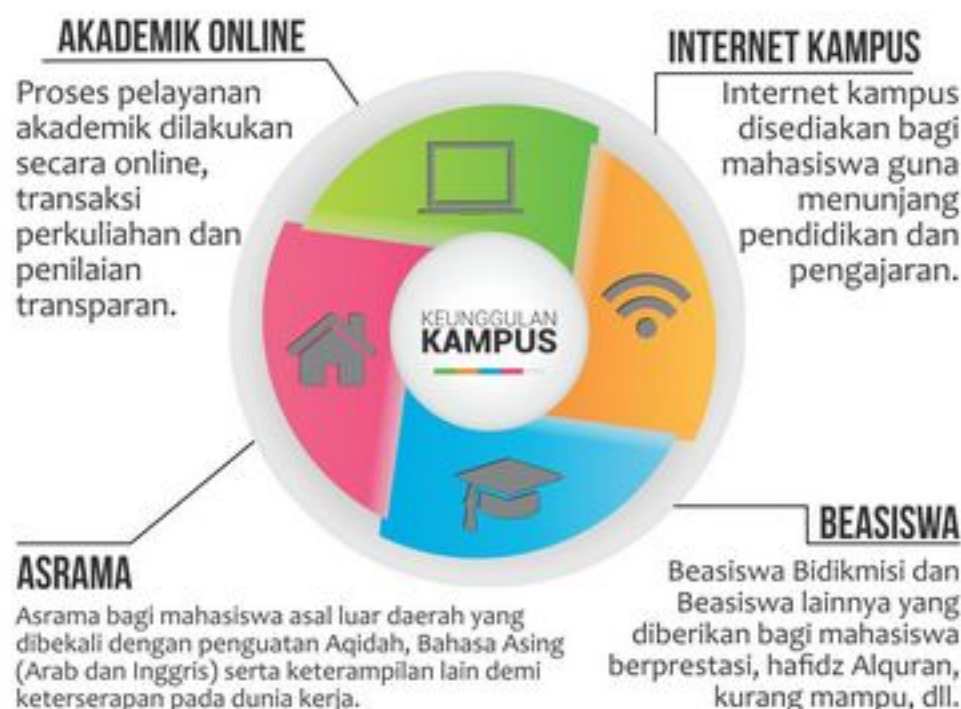 AKADEMIK ONLINE
Proses pelayanan
akademik dilakukan
secara online,
transaksi
perkuliahan dan
penilaian
transparan.
INTERNET KAMPUS
Internet kampus
disediakan bagi
mahasiswa guna
menunjang
pendidikan dan
pengajaran.
KEUNGGULAN
KAMPUS
ASRAMA
Asrama bagi mahasiswa asal luar daerah yang
dibekali dengan penguatan Aqidah, Bahasa Asing
(Arab dan Inggris) serta keterampilan lain demi
keterserapan pada dunia kerja.
BEASISWA
Beasiswa Bidikmisi dan
Beasiswa lainnya yang
diberikan bagi mahasiswa
berprestasi, hafidz Alquran,
kurang mampu, dll.